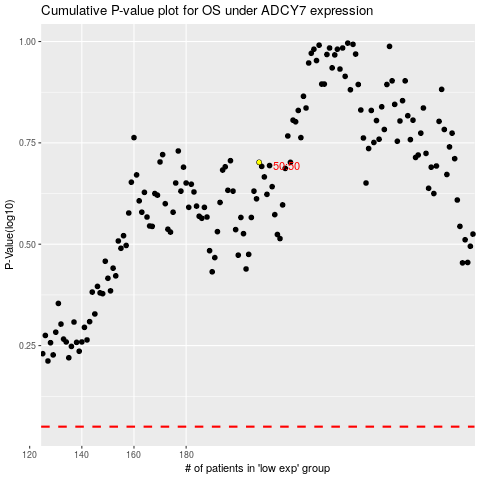 Cumulative P-value plot for OS under ADCY7 expression
P-Value(log10)
1.00
0.75
50:50
0.50
0.25
120 140 160 180
# of patients in 'low exp' group